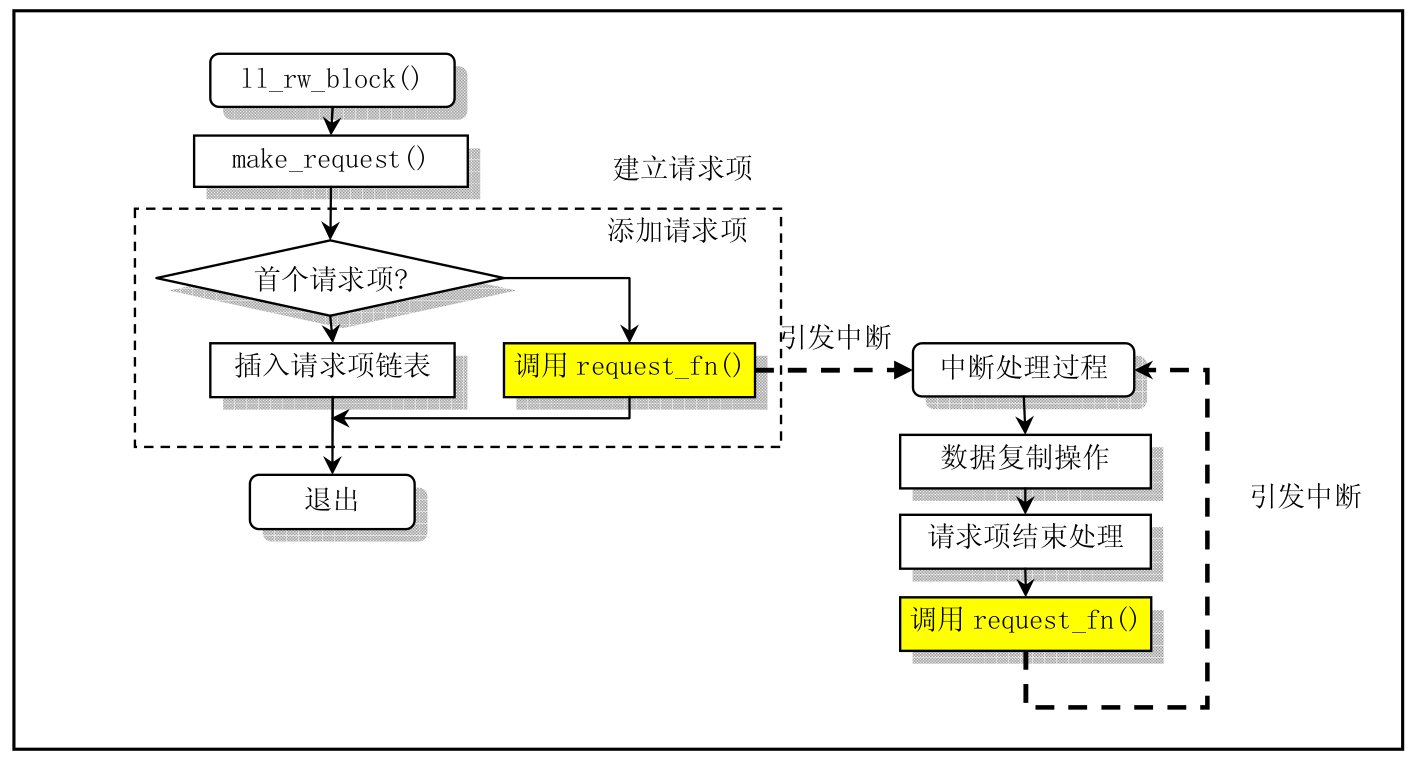 ll_rw_block()
make_request()
建立请求项
添加请求项
首个请求项?
插入请求项链表
调用 request_fn()
退出
引发中断
中断处理过程
数据复制操作
请求项结束处理
调用 request_fn()
引发中断